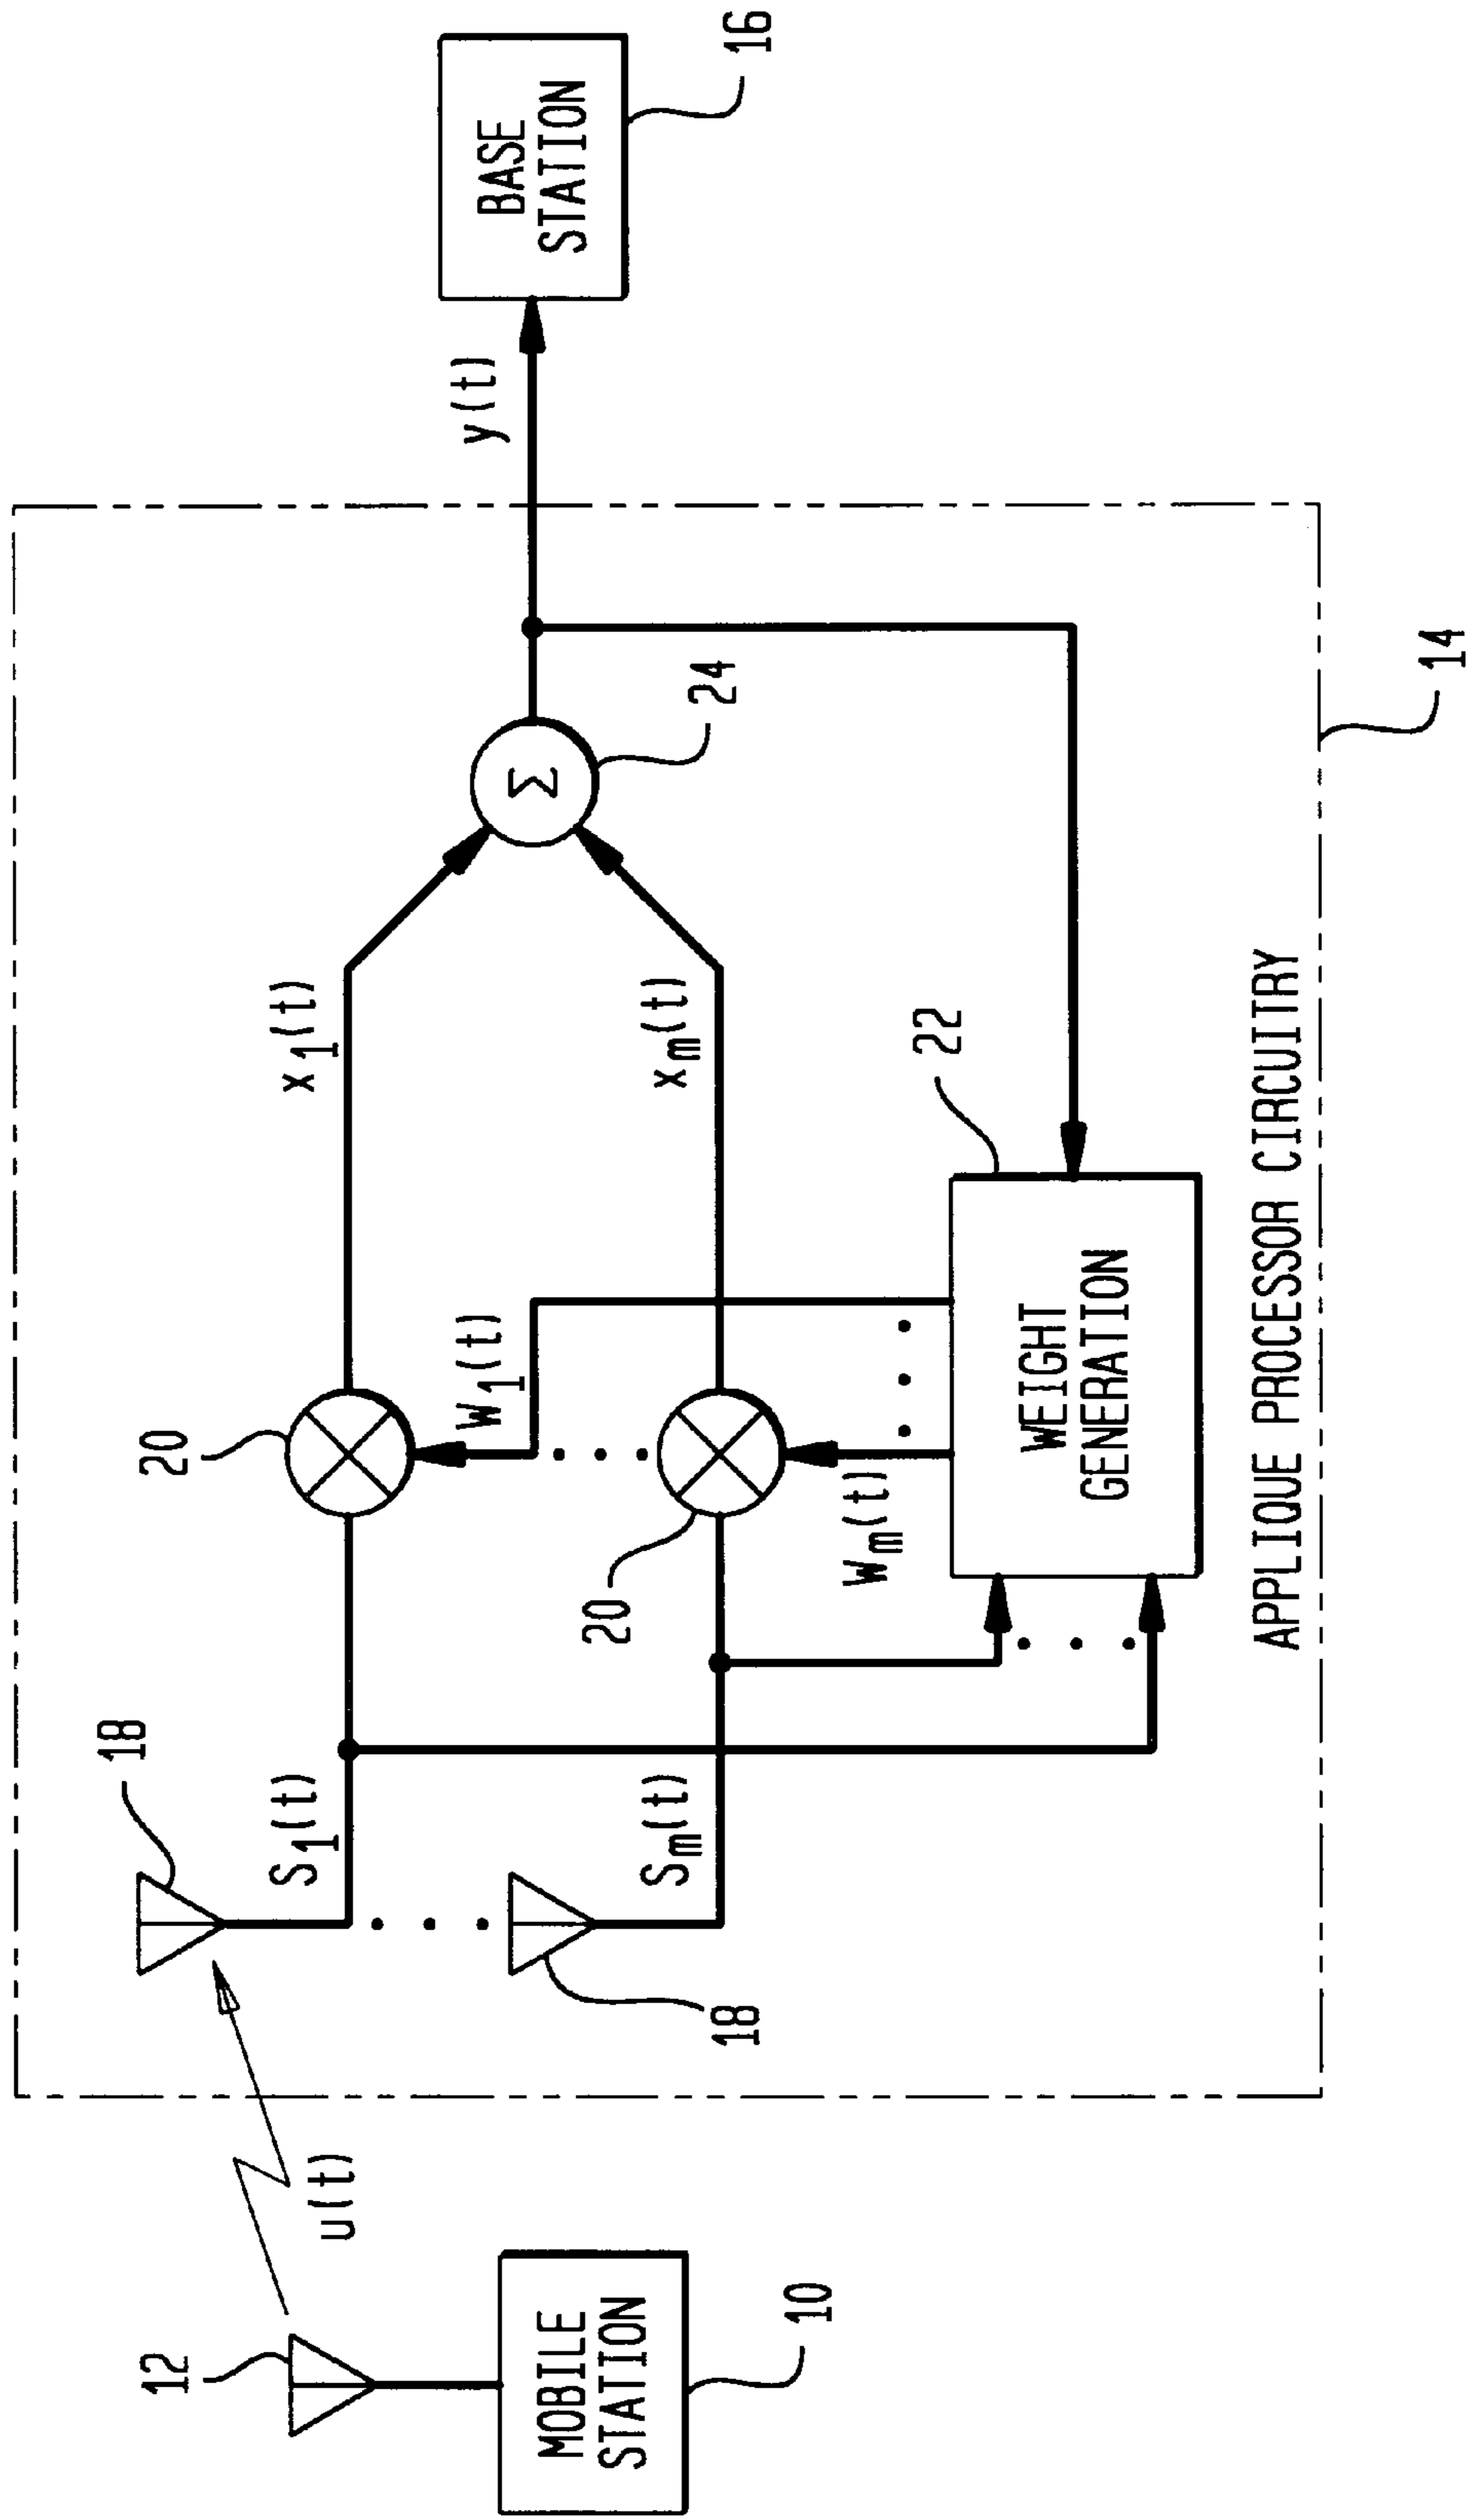 12
MOBILE
STATION
10
u(t)
18
S1(t)
18
Sm(t)
20
20
W1(t)
Wm(t)
WEIGHT
GENERATION
22
x1(t)
xm(t)
Σ
24
APPLIQUE PROCESSOR CIRCUITRY
14
y(t)
BASE
STATION
16